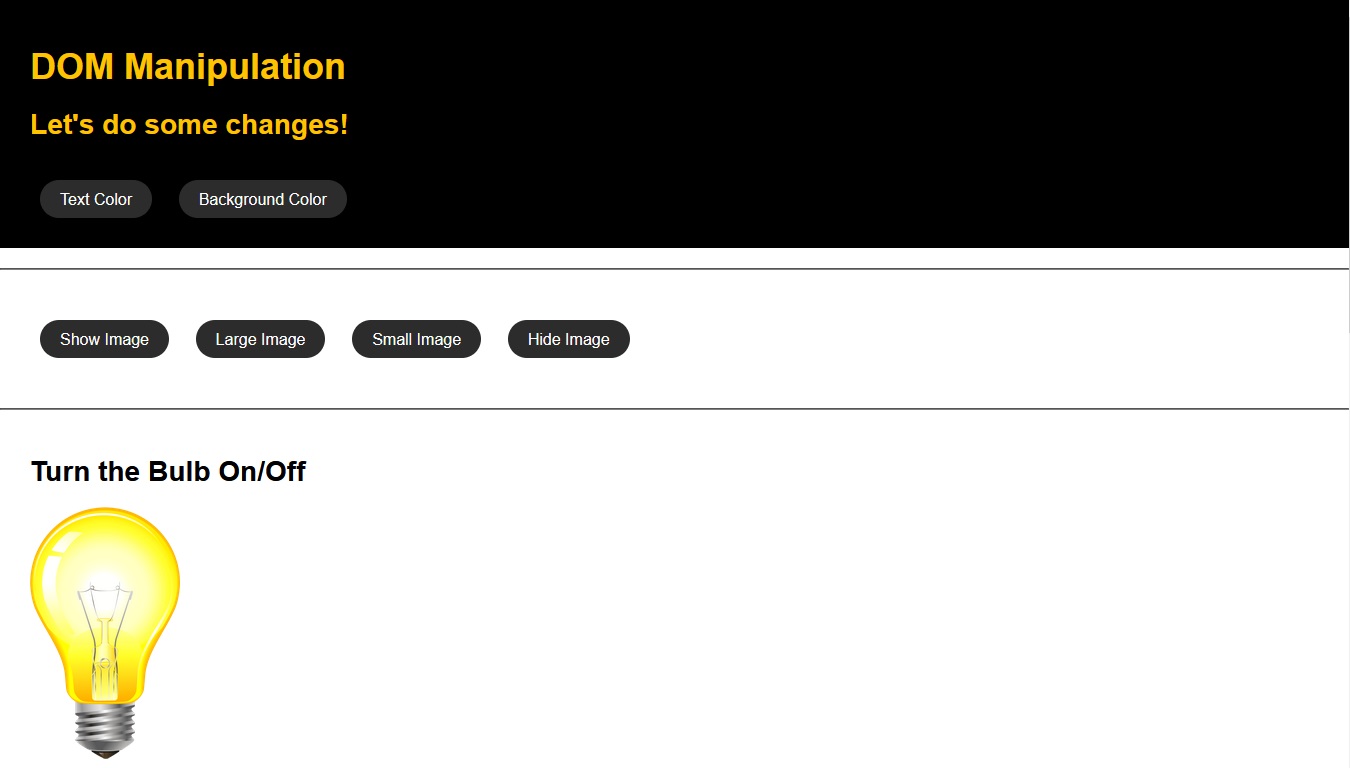 DOM Manipulation
Let's do some changes!
Text Color Background Color
Show Image Large Image Small Image Hide Image
Turn the Bulb On/Off